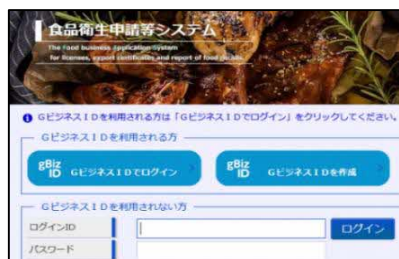 食品衛生申請等システム
The food business Application system
for licenses, export certificates and report of food recalls.
GビジネスIDを利用される方は「GビジネスIDでログイン」をクリックしてください。
GビジネスIDを利用される方
gBiz ID GビジネスIDでログイン
gBiz ID GビジネスIDを作成
GビジネスIDを利用されない方
ログインID ログイン
パスワード